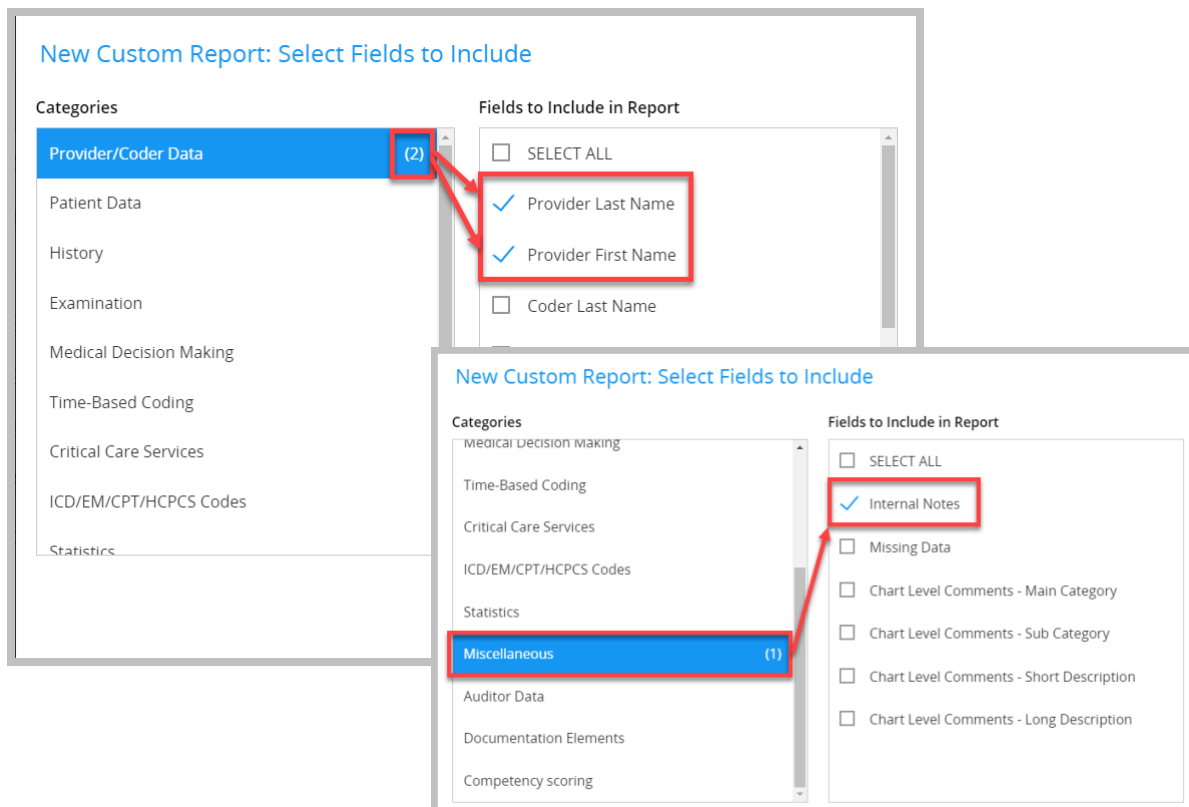 New Custom Report: Select Fields to Include
Categories
Provider/Coder Data (2)
Patient Data
History
Examination
Medical Decision Making
Time-Based Coding
Critical Care Services
ICD/EM/CPT/HCPCS Codes
Statistics
Fields to Include in Report
SELECT ALL
Provider Last Name
Provider First Name
Coder Last Name
New Custom Report: Select Fields to Include
Categories
Medical Decision Making
Time-Based Coding
Critical Care Services
ICD/EM/CPT/HCPCS Codes
Statistics
Miscellaneous (1)
Auditor Data
Documentation Elements
Competency scoring
Fields to Include in Report
SELECT ALL
Internal Notes
Missing Data
Chart Level Comments - Main Category
Chart Level Comments - Sub Category
Chart Level Comments - Short Description
Chart Level Comments - Long Description